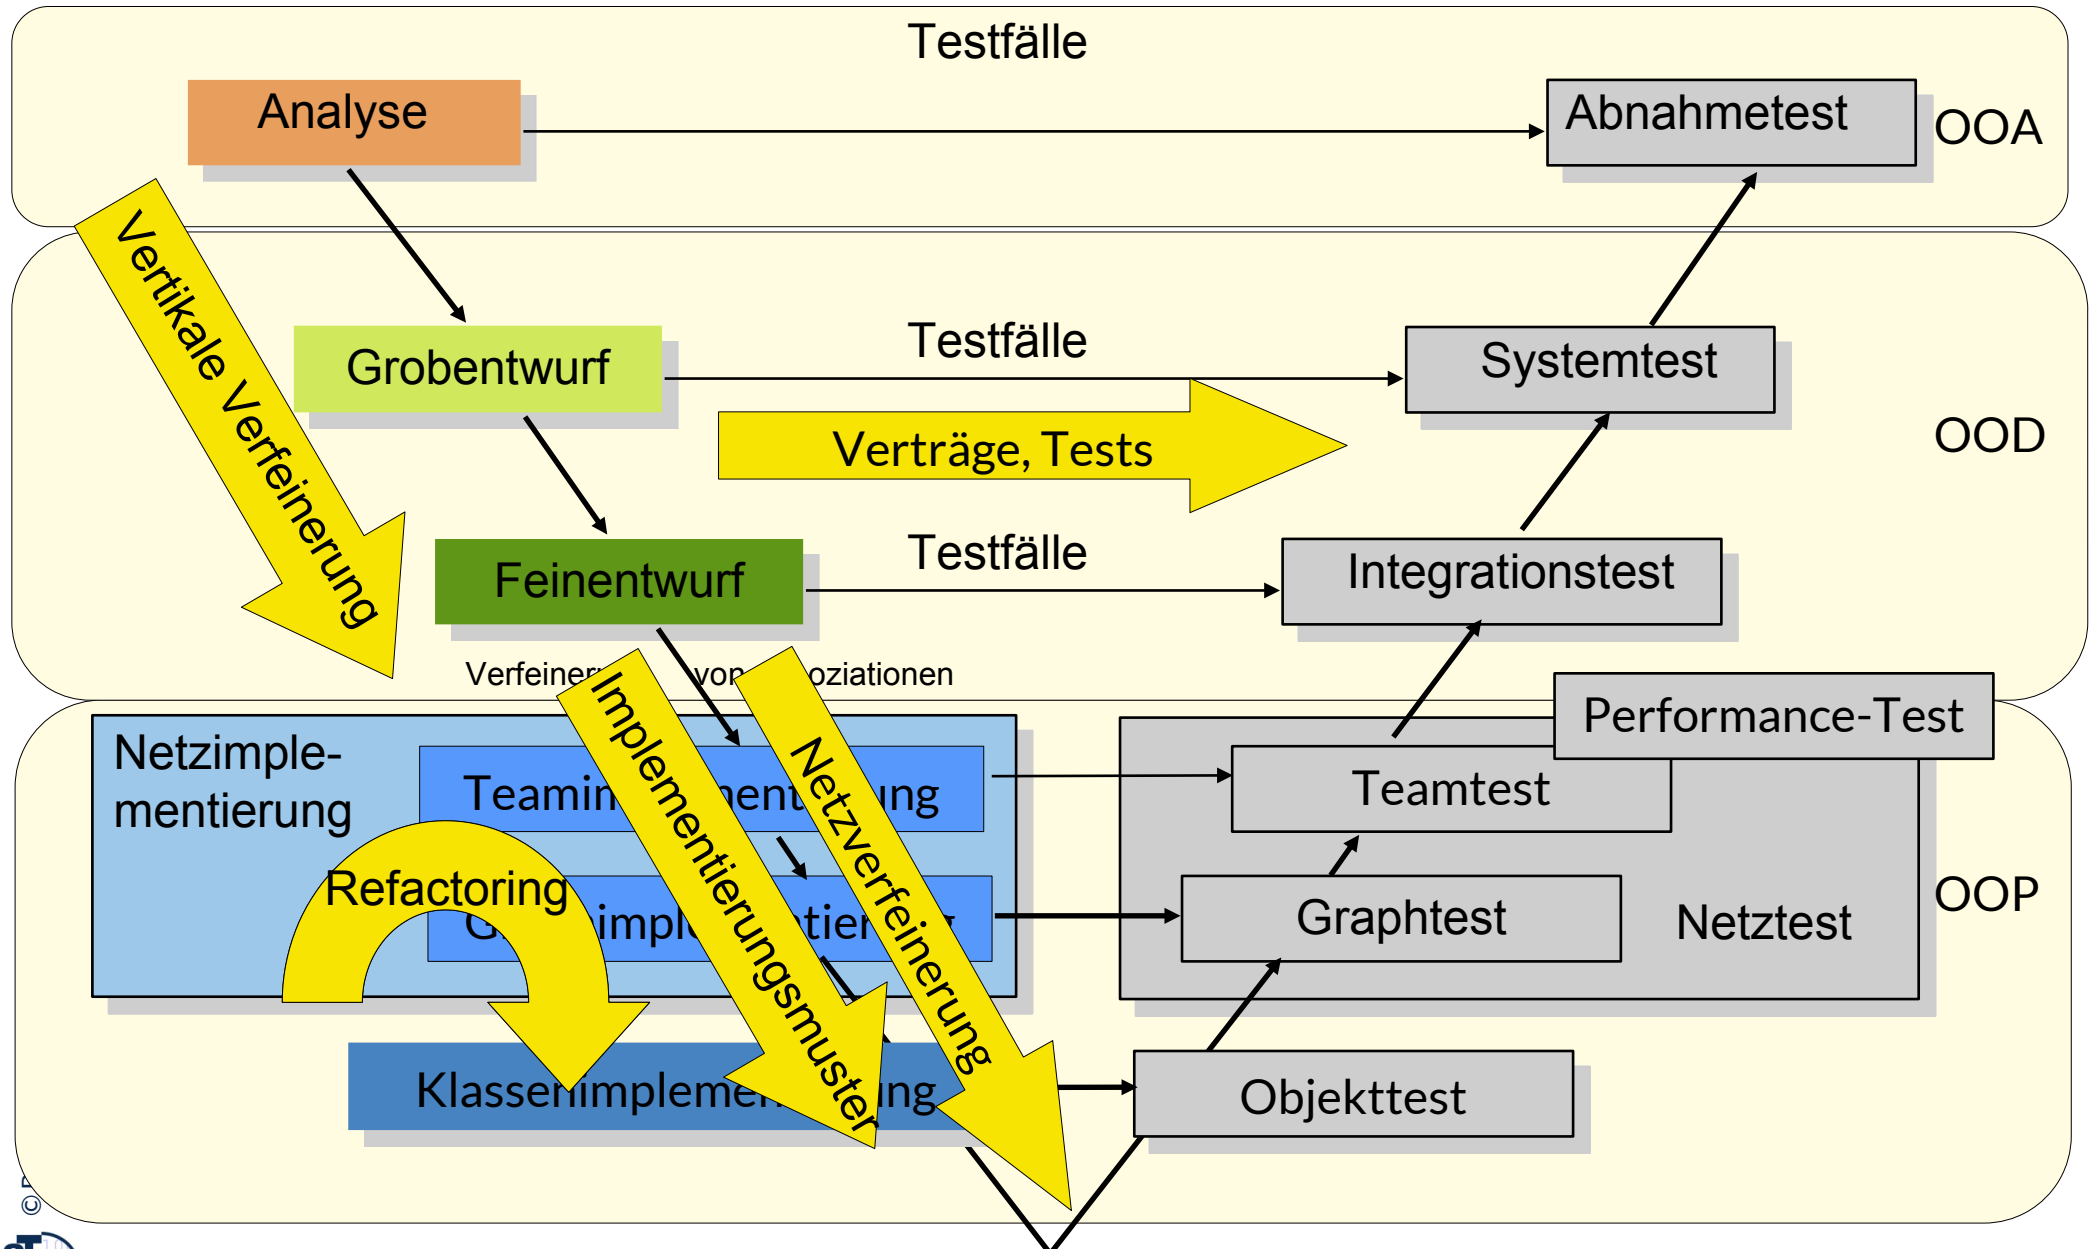 Testfälle
Analyse
Abnahmetest
OOA
Vertikale Verfeinerung
Grobentwurf
Testfälle
Systemtest
Verträge, Tests
OOD
Feinentwurf
Testfälle
Integrationstest
von
Implementierungsmuster
Netzverfeinerung
Performance-Test
Netzimple-
mentierung
Teamtest
Refactoring
Graphtest
Netztest
OOP
Objekttest
©